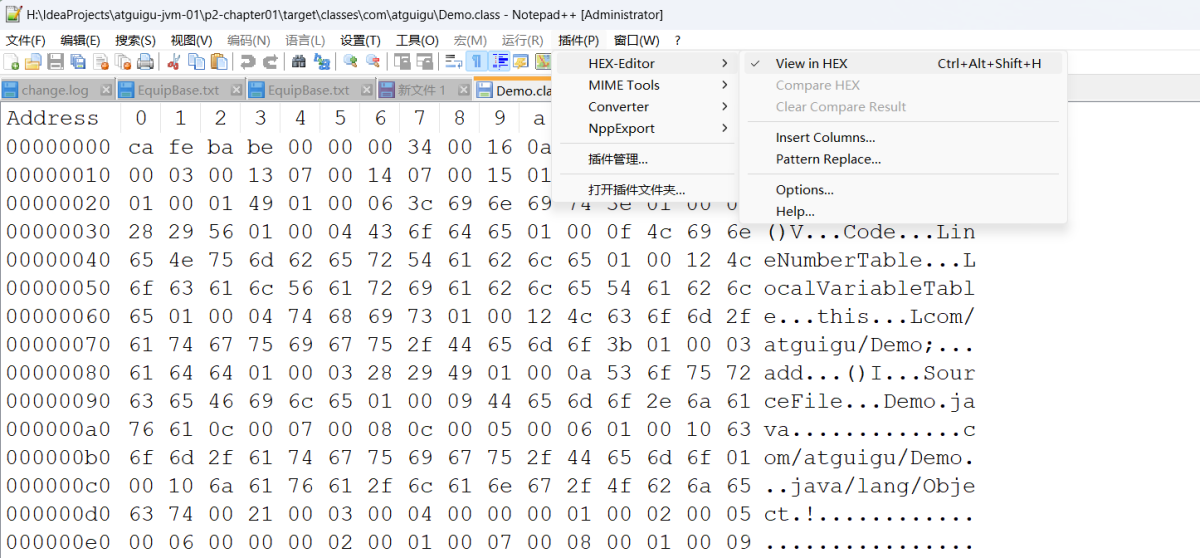 H:\IdeaProjects\atguigu-jvm-01\p2-chapter01\target\classes\com\atguigu\Demo.class - Notepad++ [Administrator]
文件(F) 编辑(E) 搜索(S) 视图(V) 编码(N) 语言(L) 设置(T) 工具(O) 宏(M) 运行(R) 插件(P) 窗口(W) ?
change.log EquipBase.txt EquipBase.txt 新文件 1 Demo.cla
HEX-Editor
MIME Tools
Converter
NppExport
插件管理...
打开插件文件夹...
View in HEX Ctrl+Alt+Shift+H
Compare HEX
Clear Compare Result
Insert Columns...
Pattern Replace...
Options...
Help...
Address 0 1 2 3 4 5 6 7 8 9 a
00000000 ca fe ba be 00 00 00 34 00 16 0a
00000010 00 03 00 13 07 00 14 07 00 15 01
00000020 01 00 01 49 01 00 06 3c 69 6e 69 74 3e 01 00 0
00000030 28 29 56 01 00 04 43 6f 64 65 01 00 0f 4c 69 6e ()V...Code...Lin
00000040 65 4e 75 6d 62 65 72 54 61 62 6c 65 01 00 12 4c eNumberTable...L
00000050 6f 63 61 6c 56 61 72 69 61 62 6c 65 54 61 62 6c ocalVariableTabl
00000060 65 01 00 04 74 68 69 73 01 00 12 4c 63 6f 6d 2f e...this...Lcom/
00000070 61 74 67 75 69 67 75 2f 44 65 6d 6f 3b 01 00 03 atguigu/Demo;...
00000080 61 64 64 01 00 03 28 29 49 01 00 0a 53 6f 75 72 add...()I...Sour
00000090 63 65 46 69 6c 65 01 00 09 44 65 6d 6f 2e 6a 61 ceFile...Demo.ja
000000a0 76 61 0c 00 07 00 08 0c 00 05 00 06 01 00 10 63 va.............c
000000b0 6f 6d 2f 61 74 67 75 69 67 75 2f 44 65 6d 6f 01 om/atguigu/Demo.
000000c0 00 10 6a 61 76 61 2f 6c 61 6e 67 2f 4f 62 6a 65 ..java/lang/Obje
000000d0 63 74 00 21 00 03 00 04 00 00 00 01 00 02 00 05 ct.!............
000000e0 00 06 00 00 00 02 00 01 00 07 00 08 00 01 00 09 ................